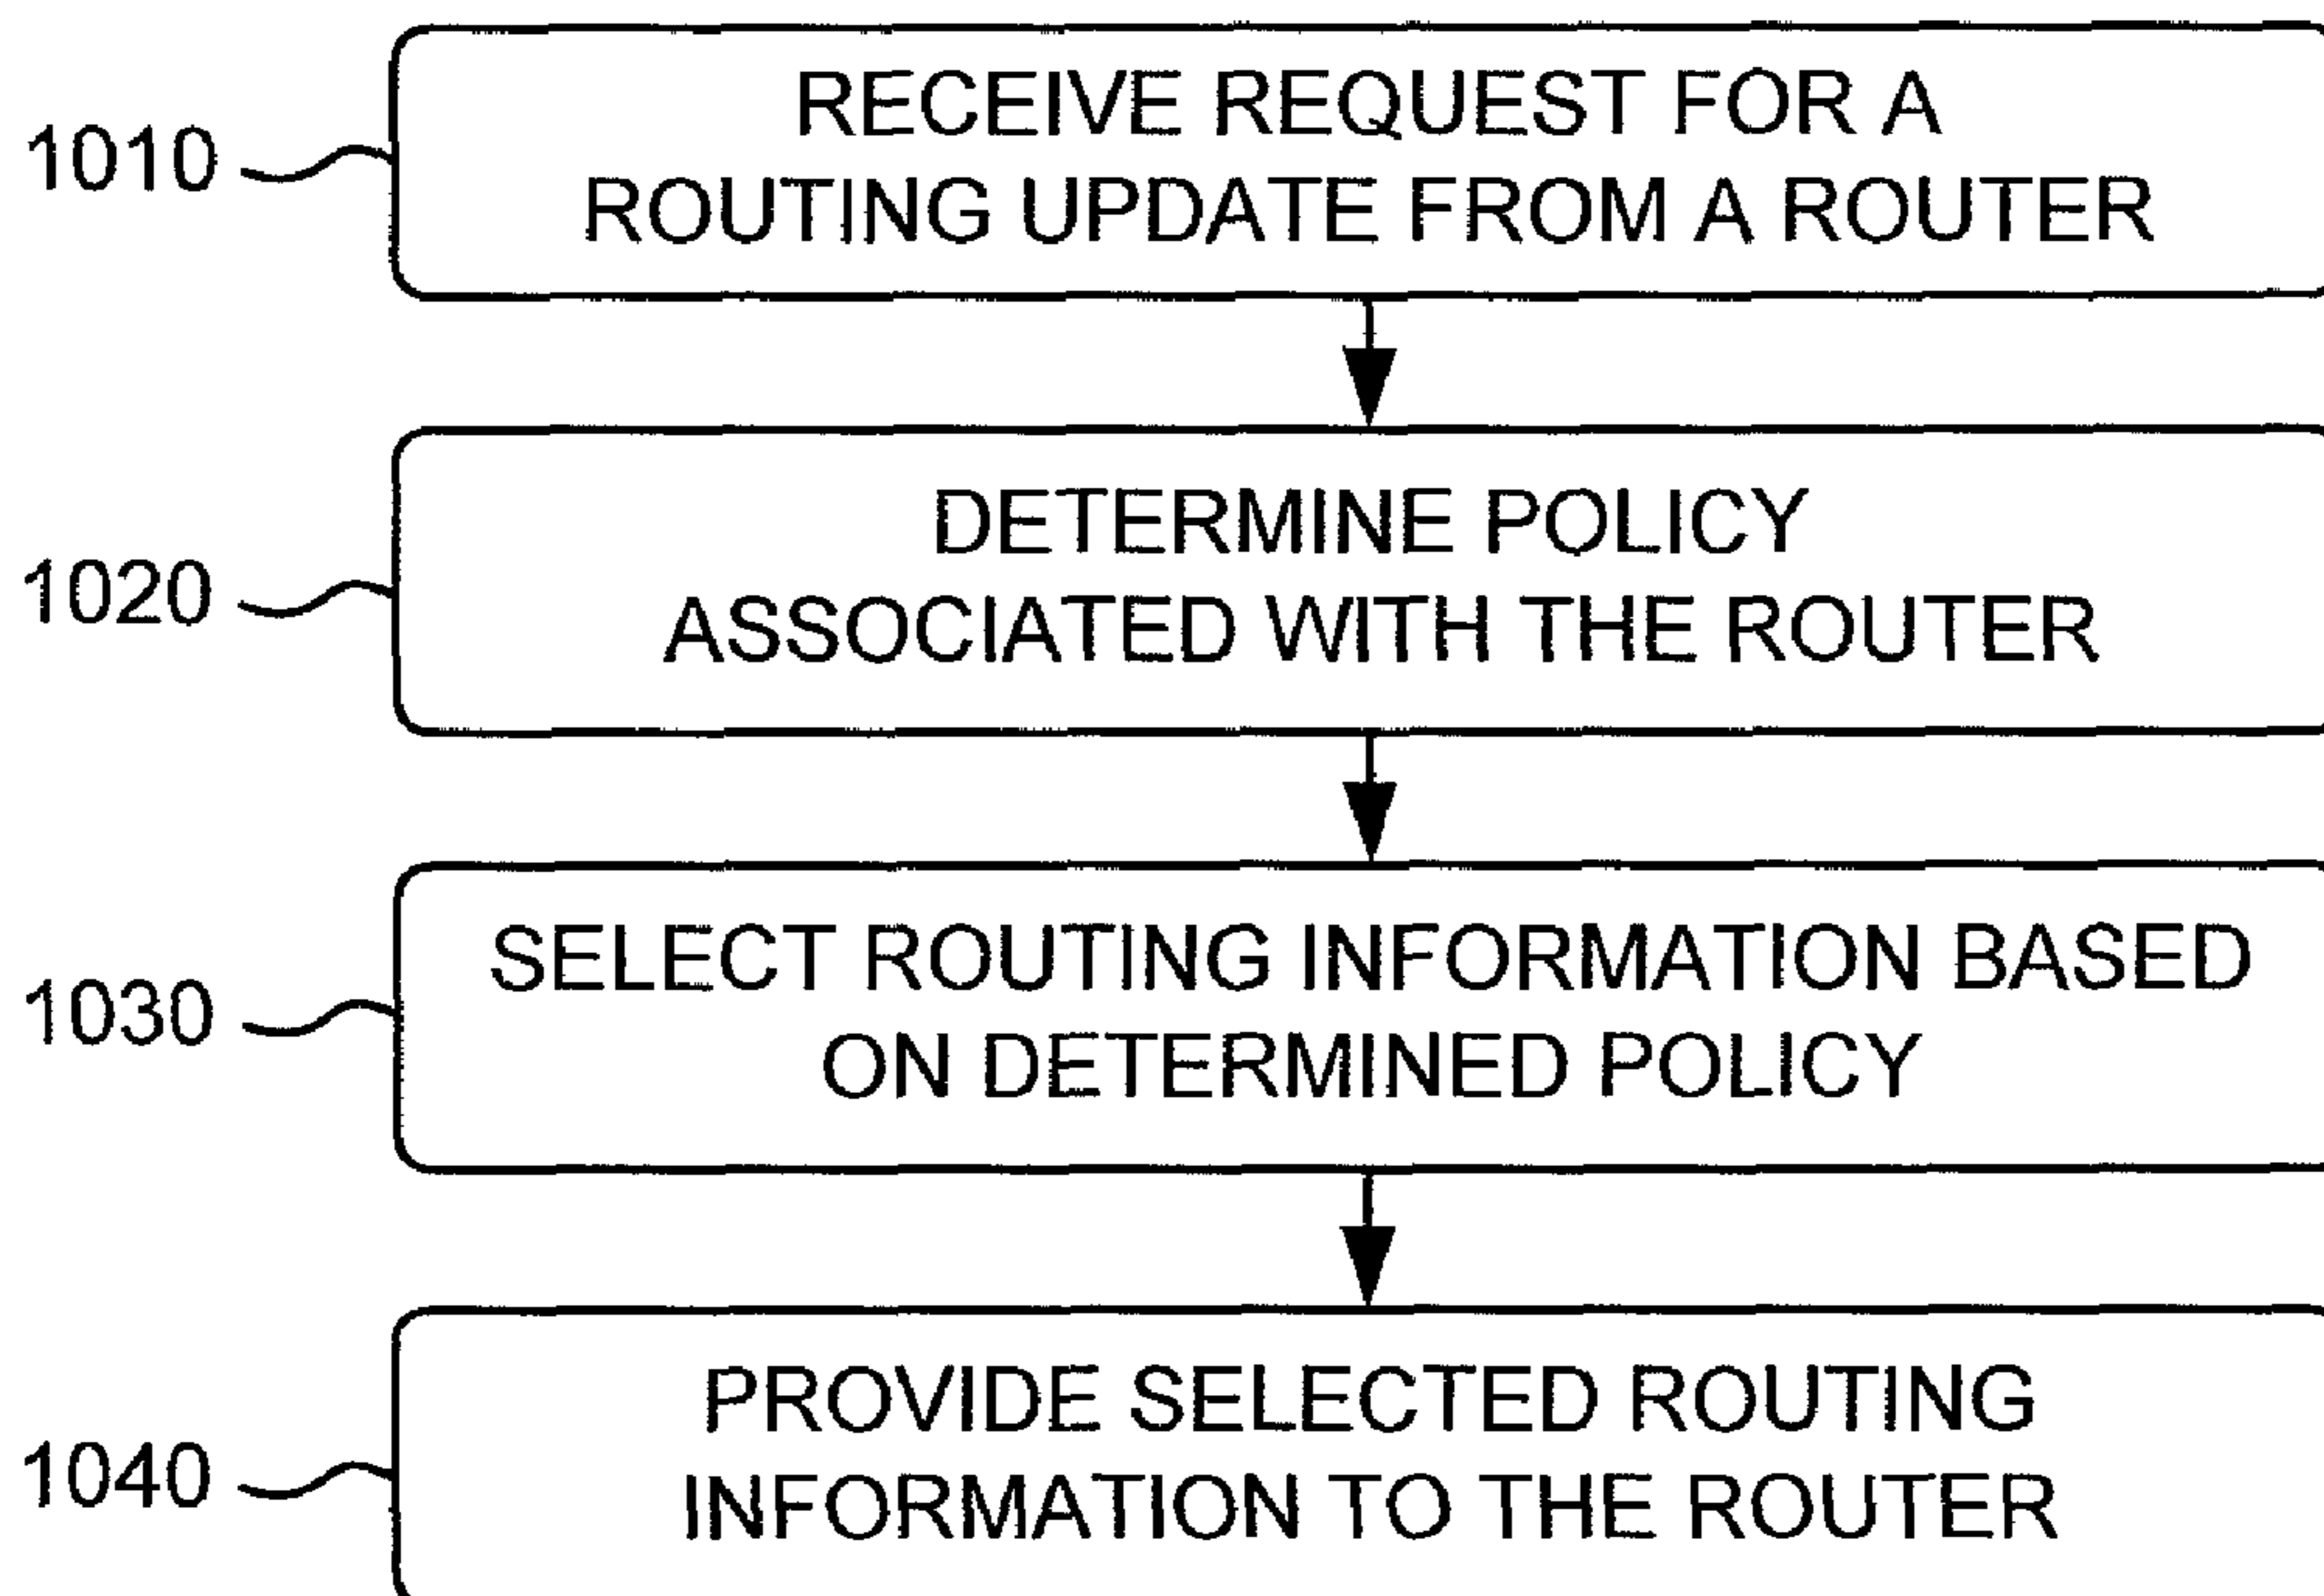 1010
RECEIVE REQUEST FOR A
ROUTING UPDATE FROM A ROUTER
1020
DETERMINE POLICY
ASSOCIATED WITH THE ROUTER
1030
SELECT ROUTING INFORMATION BASED
ON DETERMINED POLICY
1040
PROVIDE SELECTED ROUTING
INFORMATION TO THE ROUTER